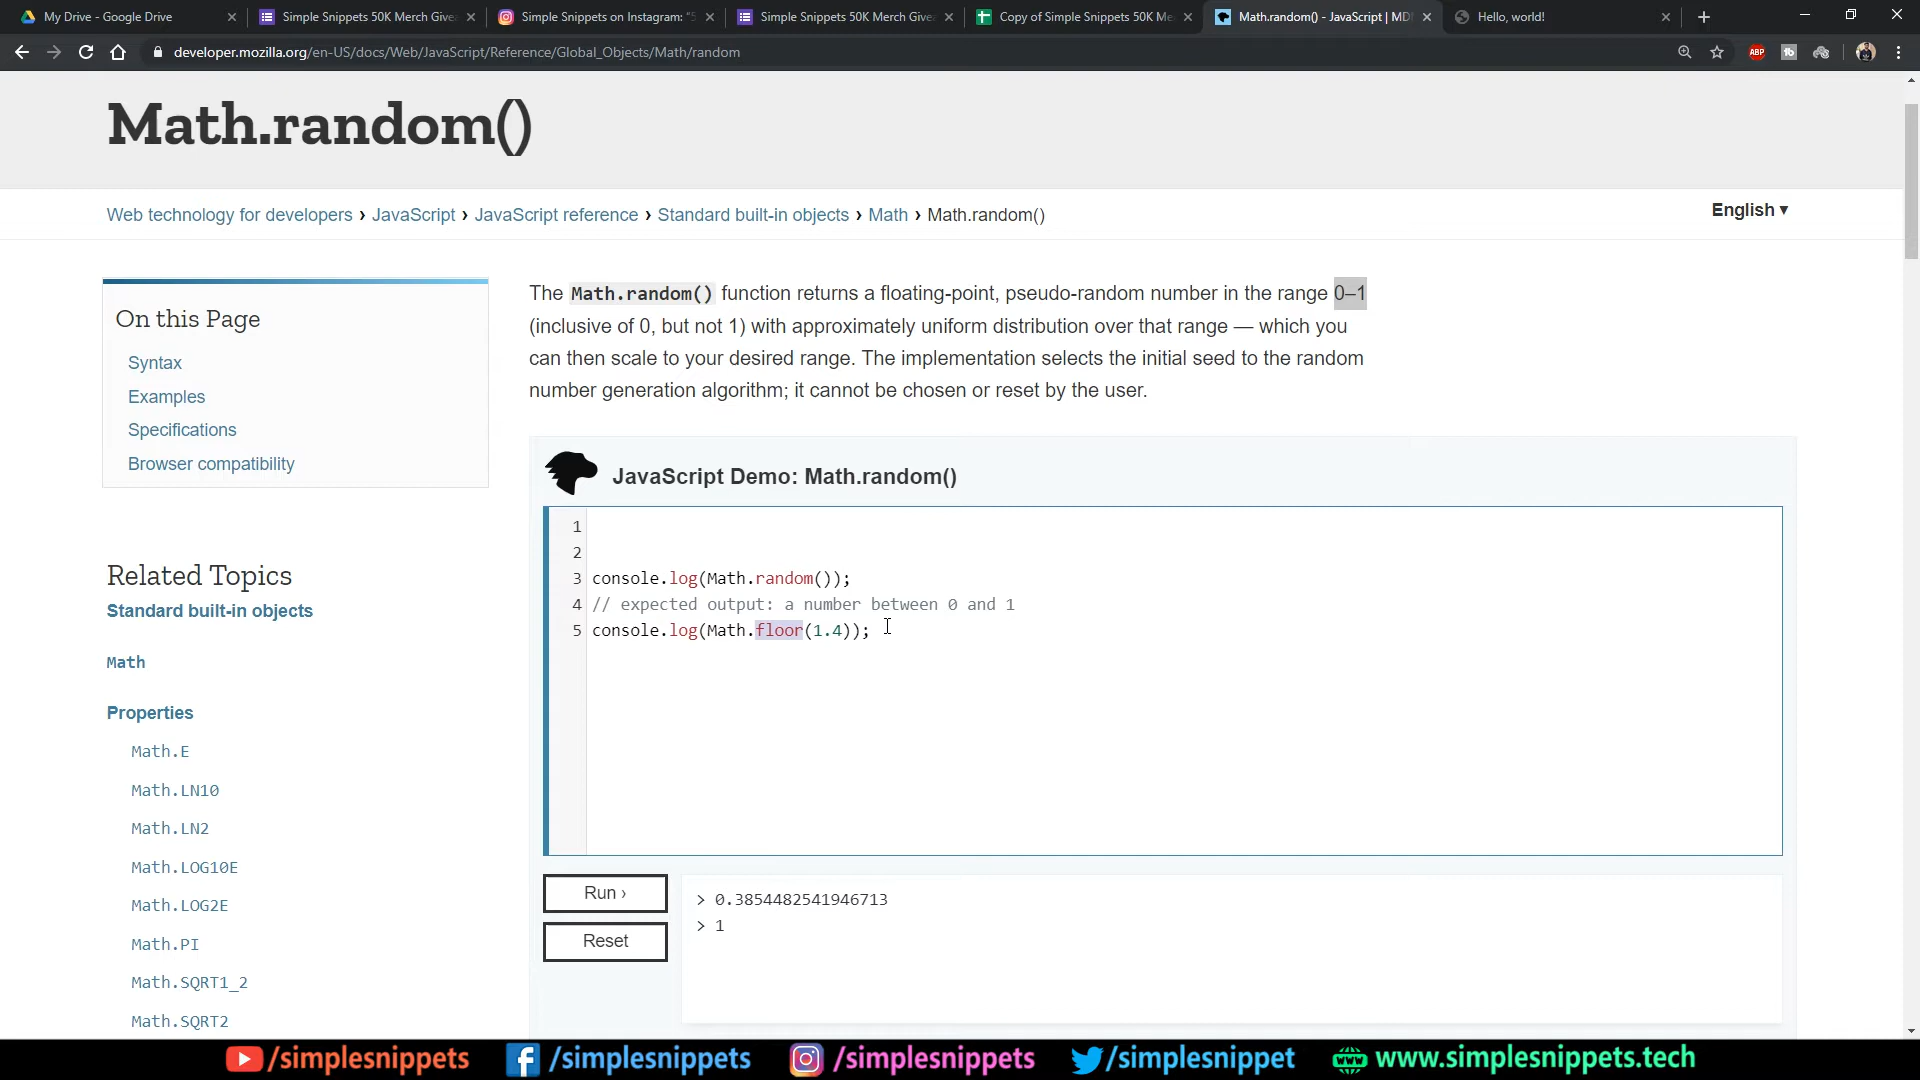 My Drive - Google Drive
Simple Snippets 50K Merch Give
Simple Snippets on Instagram: "5
Simple Snippets 50K Merch Give
Copy of Simple Snippets 50K Me
Math.random() - JavaScript | MD
Hello, world!
developer.mozilla.org/en-US/docs/Web/JavaScript/Reference/Global_Objects/Math/random
ABP
Math.random()
Web technology for developers › JavaScript › JavaScript reference › Standard built-in objects › Math › Math.random()
English ▾
On this Page
Syntax
Examples
Specifications
Browser compatibility
Related Topics
Standard built-in objects
Math
Properties
Math.E
Math.LN10
Math.LN2
Math.LOG10E
Math.LOG2E
Math.PI
Math.SQRT1_2
Math.SQRT2
The Math.random() function returns a floating-point, pseudo-random number in the range 0–1
(inclusive of 0, but not 1) with approximately uniform distribution over that range — which you
can then scale to your desired range. The implementation selects the initial seed to the random
number generation algorithm; it cannot be chosen or reset by the user.
JavaScript Demo: Math.random()
1
2
3 console.log(Math.random());
4 // expected output: a number between 0 and 1
5 console.log(Math.floor(1.4));
Run ›
Reset
> 0.3854482541946713
> 1
/simplesnippets
/simplesnippets
/simplesnippets
/simplesnippet
www.simplesnippets.tech